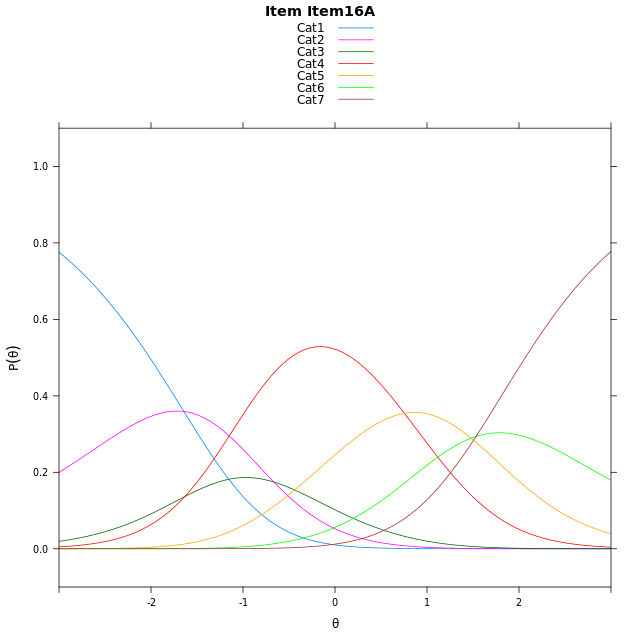 Item Item16A
Cat1
Cat2
Cat3
Cat4
Cat5
Cat6
Cat7
1.0
0.8
0.6
0.4
0.2
0.0
P(θ)
-2
-1
0
1
2
θ